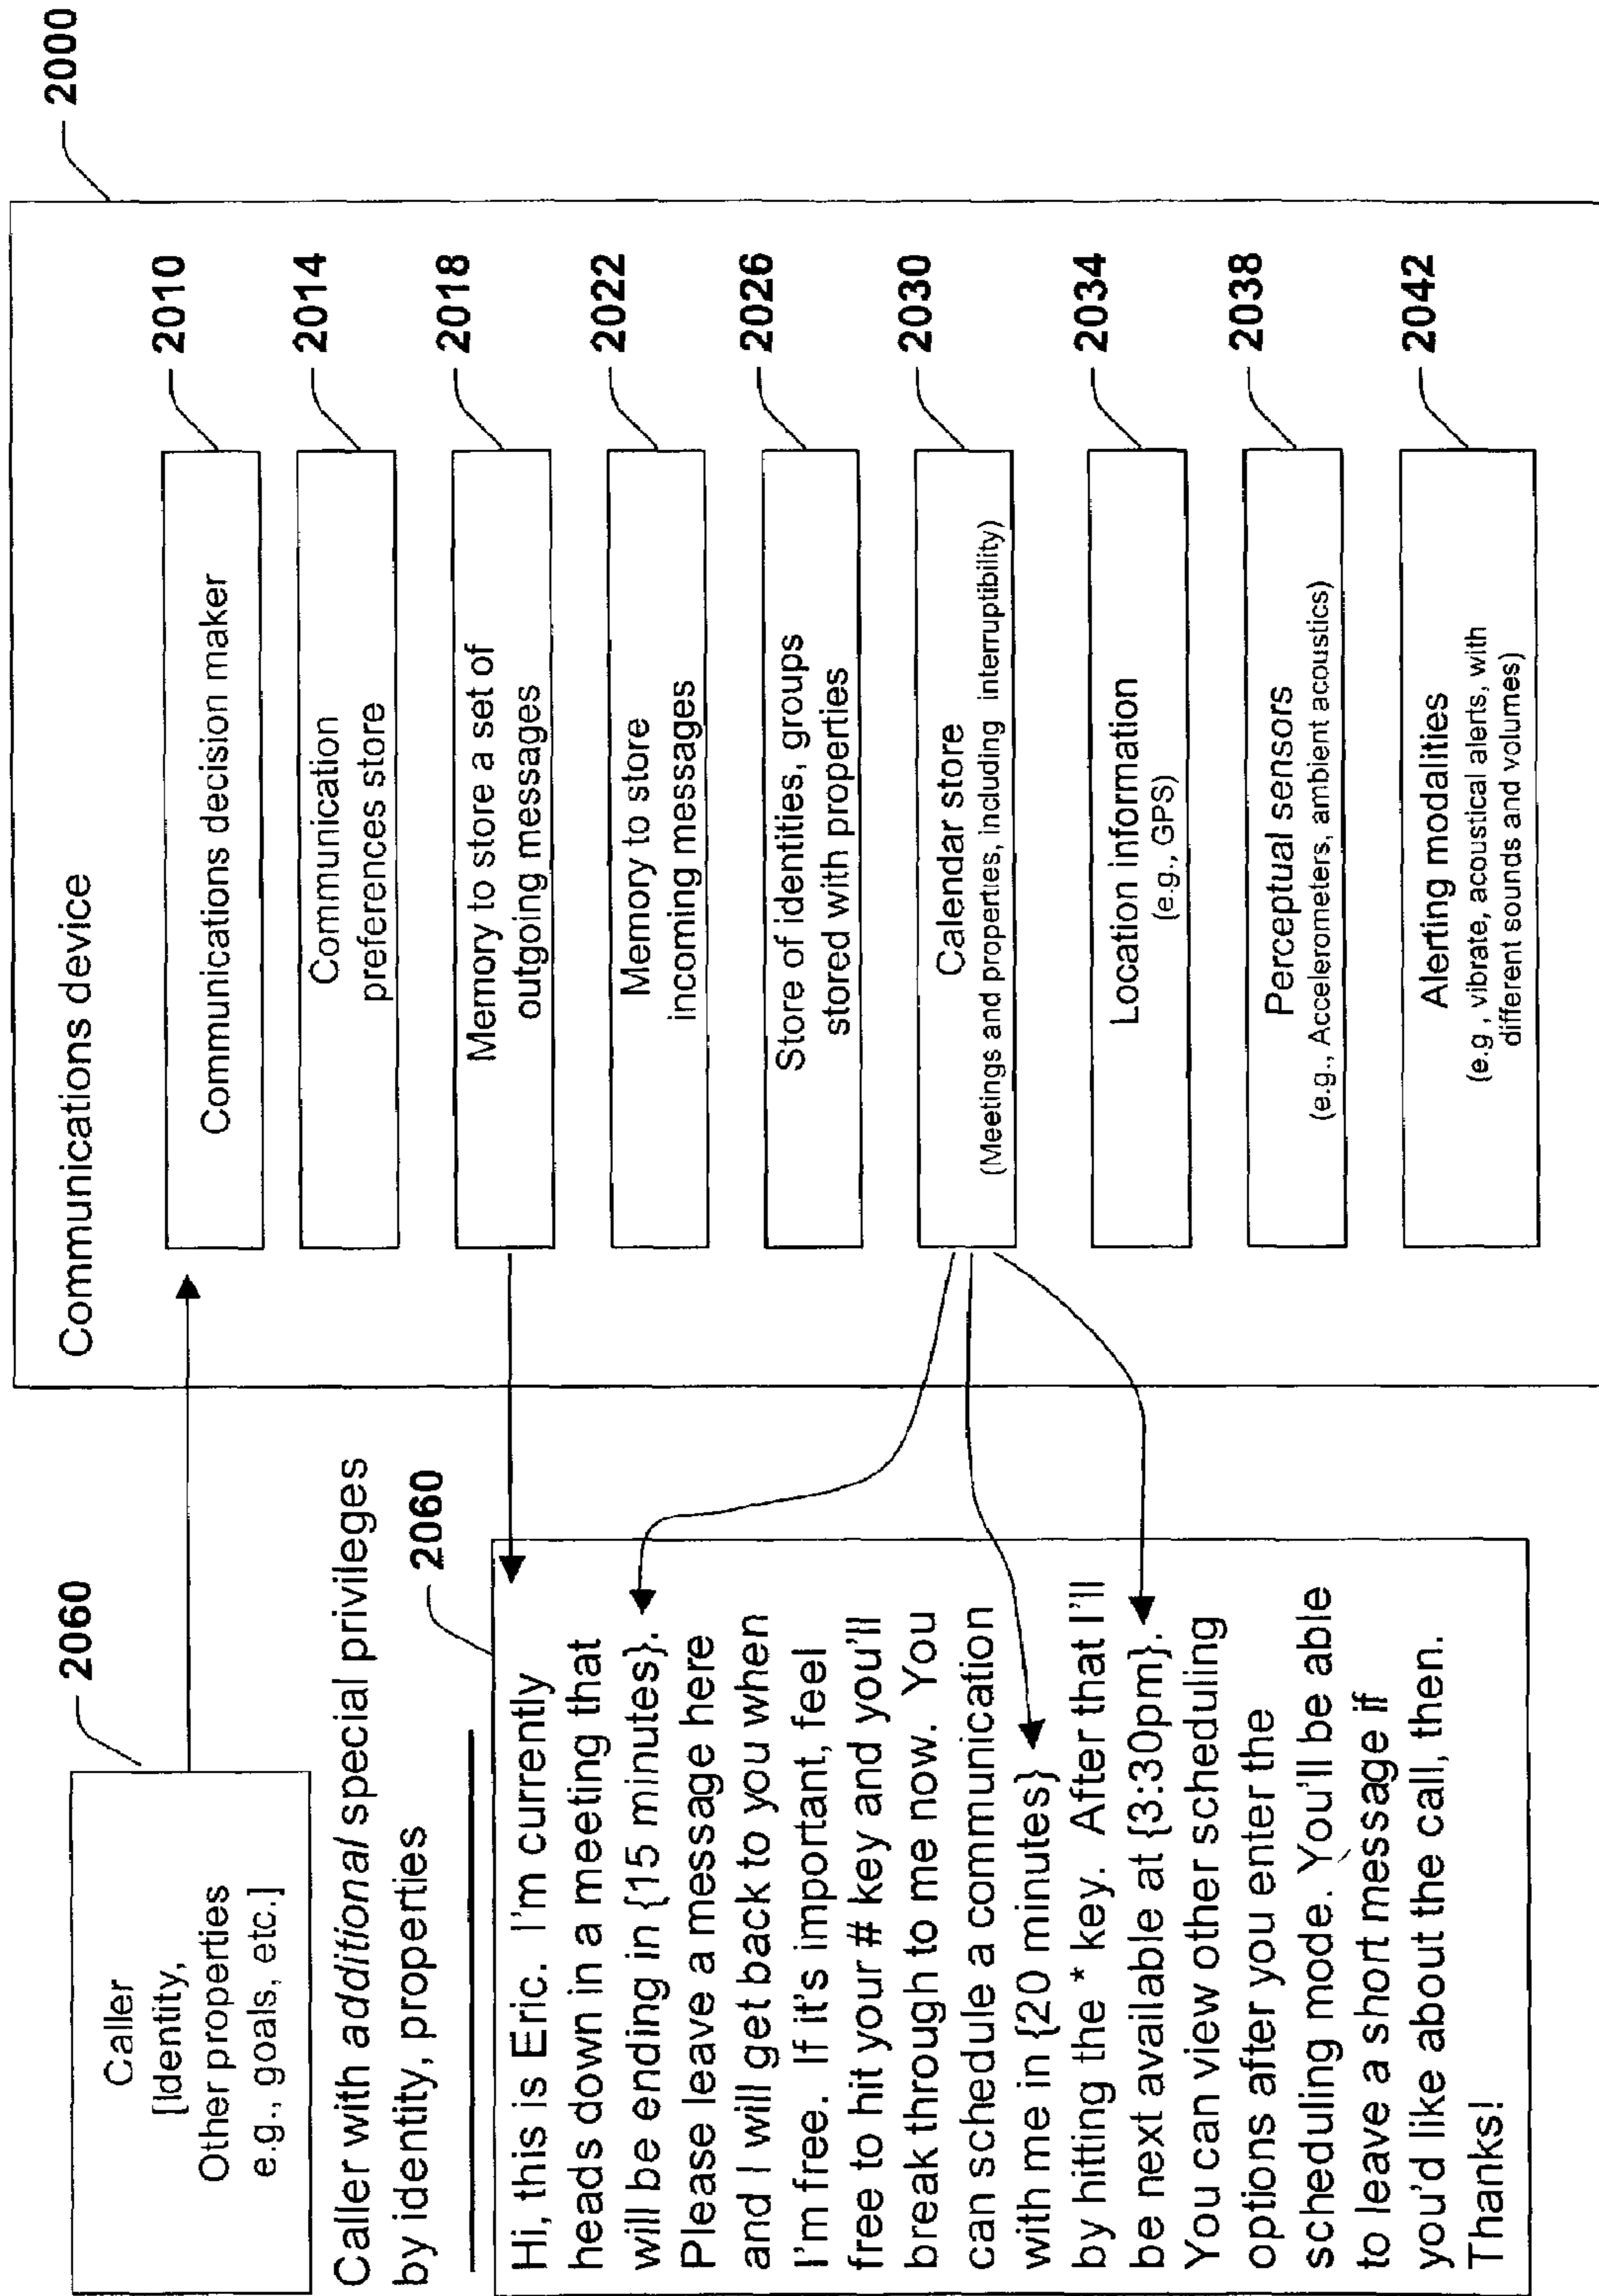 2060
Caller
[Identity,
Other properties
e.g., goals, etc.]
Caller with additional special privileges
by identity, properties
2060
Hi, this is Eric. I'm currently
heads down in a meeting that
will be ending in {15 minutes}.
Please leave a message here
and I will get back to you when
I'm free. If it's important, feel
free to hit your # key and you'll
break through to me now. You
can schedule a communication
with me in {20 minutes}
by hitting the * key. After that I'll
be next available at {3:30pm}.
You can view other scheduling
options after you enter the
scheduling mode. You'll be able
to leave a short message if
you'd like about the call, then.
Thanks!
2000
Communications device
Communications decision maker
2010
Communication
preferences store
2014
Memory to store a set of
outgoing messages
2018
Memory to store
incoming messages
2022
Store of identities, groups
stored with properties
2026
Calendar store
(Meetings and properties, including interruptibility)
2030
Location information
(e.g., GPS)
2034
Perceptual sensors
(e.g., Accelerometers, ambient acoustics)
2038
Alerting modalities
(e.g , vibrate, acoustical alerts, with
different sounds and volumes)
2042